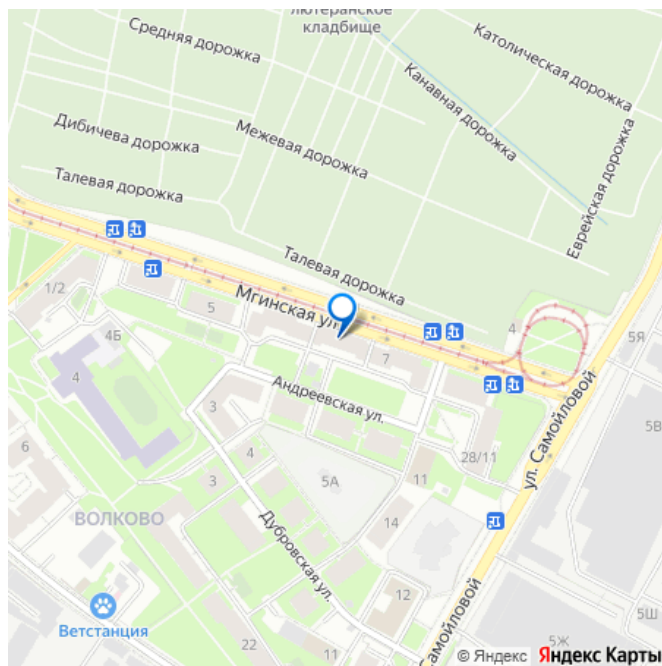 лютеранское
кладбище
Средняя дорожка
Католическая дорожка
Канавная дорожка
Дибичева дорожка
Межевая дорожка
Еврейская дорожка
Талевая дорожка
Талевая дорожка
1/2
5
Мгинская ул.
4
5Я
4Б
7
4
Андреевская ул.
ул. Самойловой
3
5В
6
4
28/11
3
5А
11
ВОЛКОВО
14
Дубровская ул.
12
5Ш
Ветстанция
22
Самойловой
5Ж
© Яндекс Яндекс Карты